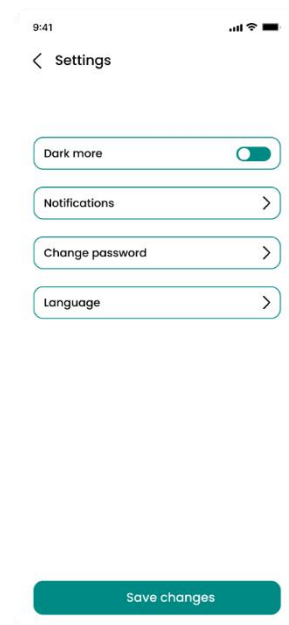 9:41
Settings
Dark more
Notifications
Change password
Language
Save changes